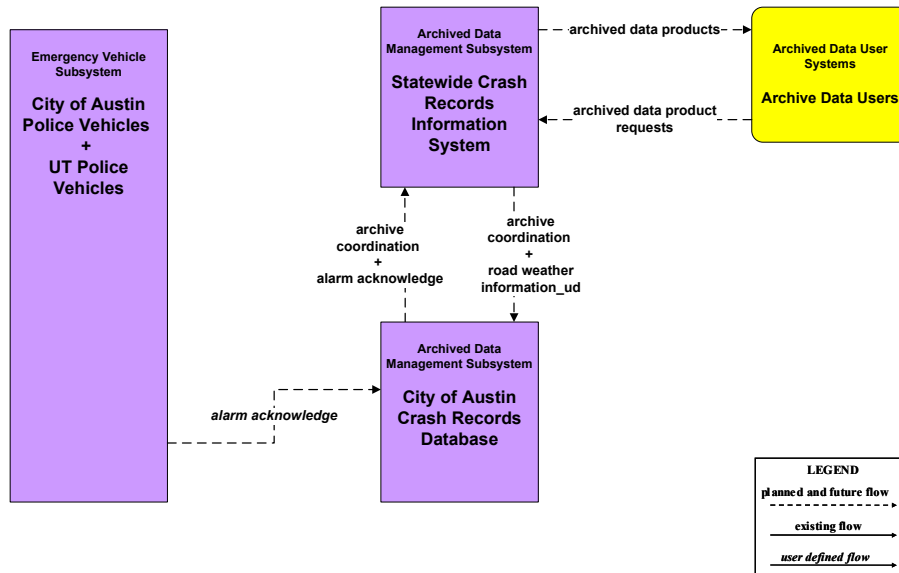 Emergency Vehicle
Subsystem
City of Austin
Police Vehicles
+
UT Police
Vehicles
Archived Data
Management Subsystem
Statewide Crash
Records
Information
System
archived data products
archived data product
requests
Archived Data User
Systems
Archive Data Users
archive
coordination
+
alarm acknowledge
archive
coordination
+
road weather
information_ud
Archived Data
Management Subsystem
City of Austin
Crash Records
Database
alarm acknowledge
LEGEND
planned and future flow
existing flow
user defined flow